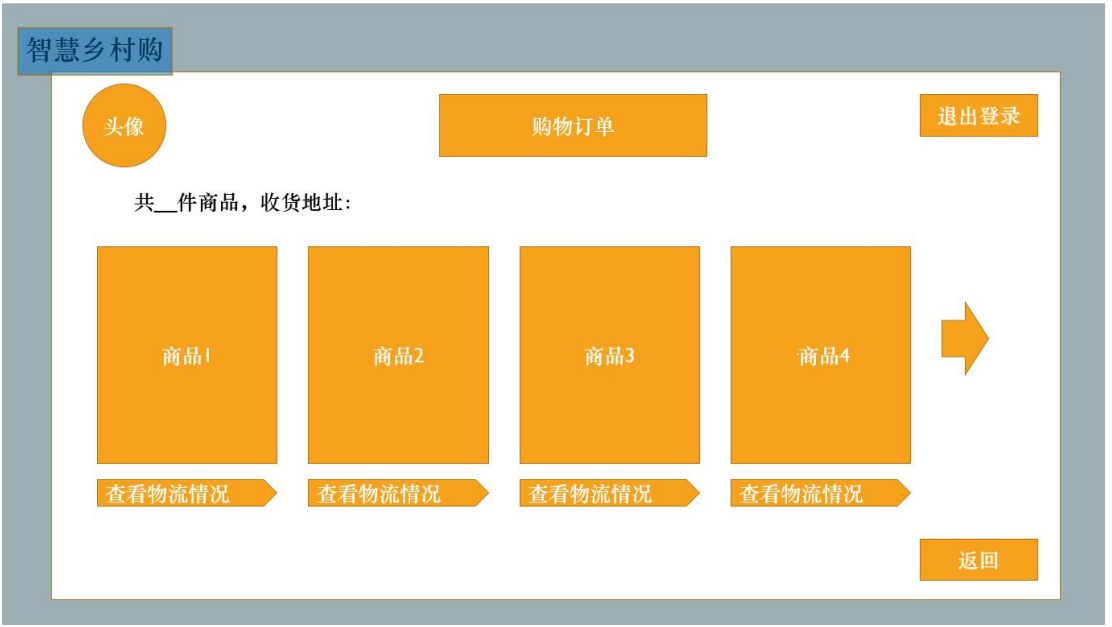 智慧乡村购
头像
购物订单
退出登录
共__件商品，收货地址：
商品1
商品2
商品3
商品4
查看物流情况
查看物流情况
查看物流情况
查看物流情况
返回